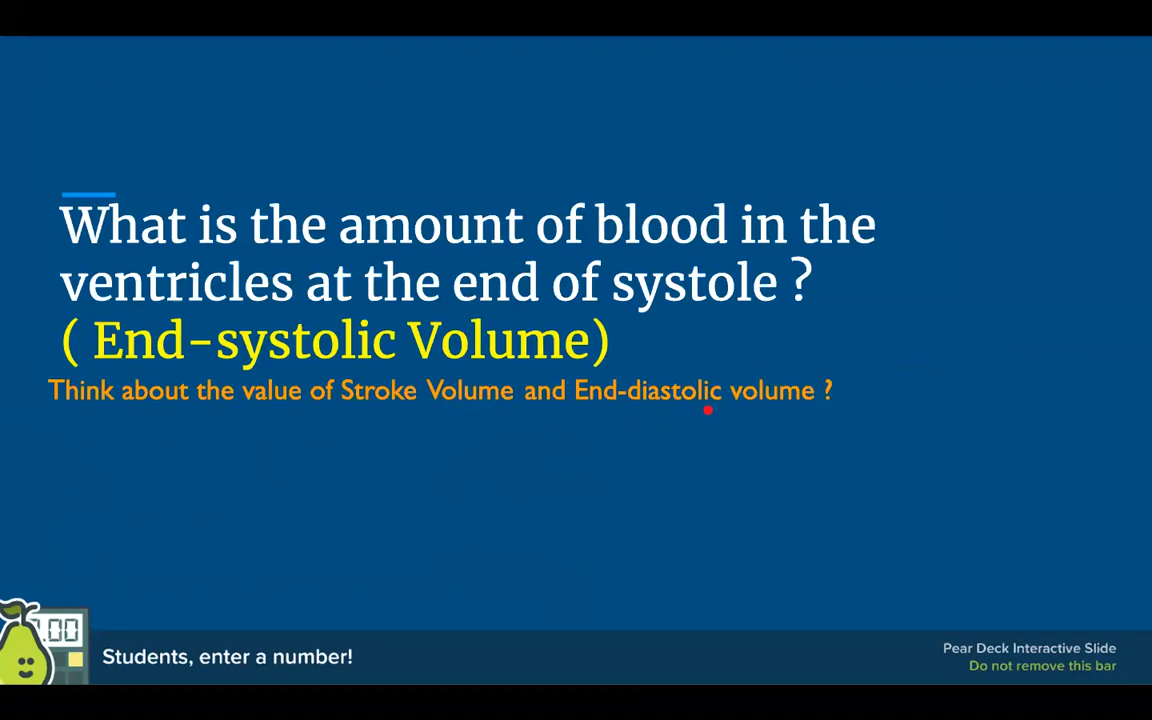 What is the amount of blood in the
ventricles at the end of systole ?
( End-systolic Volume)
Think about the value of Stroke Volume and End-diastolic volume ?
.00
Students, enter a number!
Pear Deck Interactive Slide
Do not remove this bar